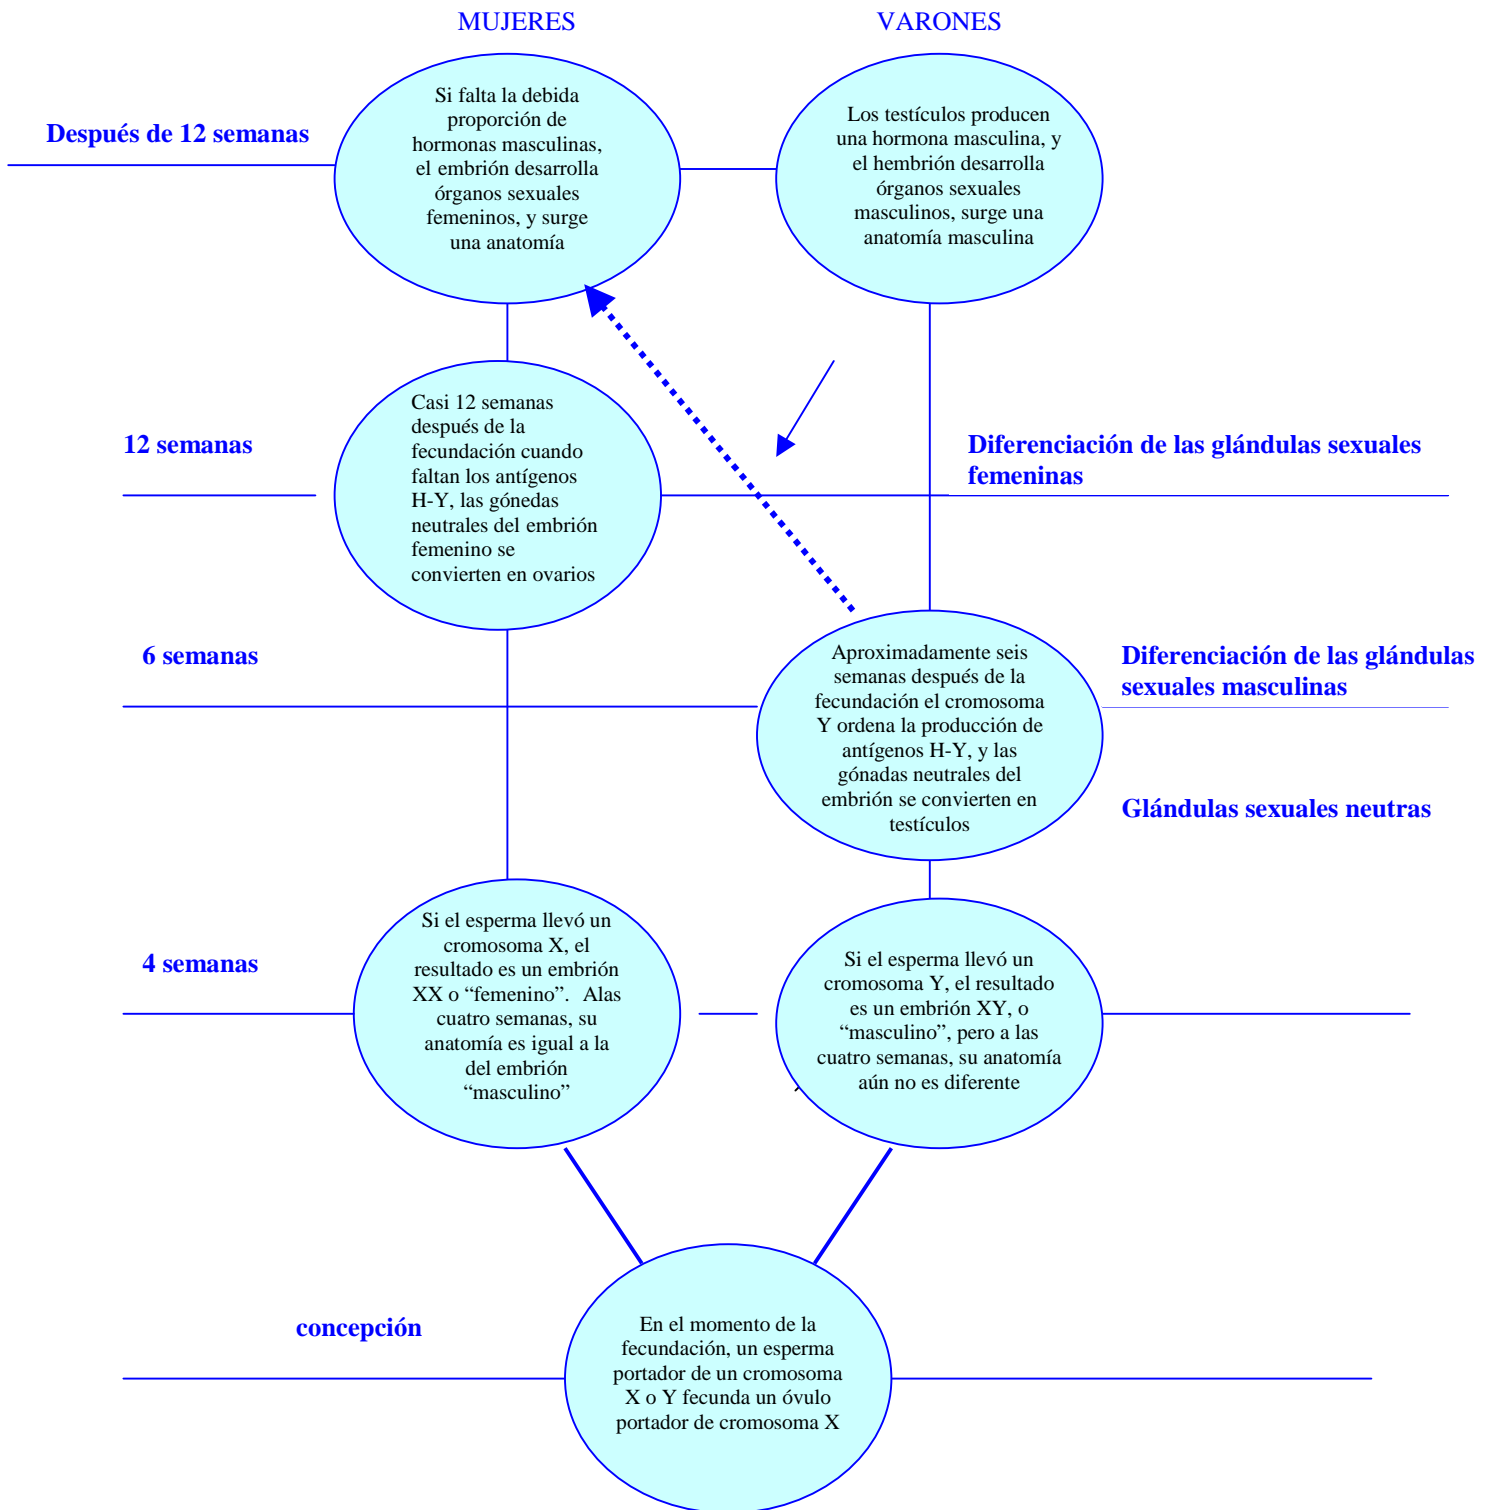 MUJERES
VARONES
Después de 12 semanas
Si falta la debida
proporción de
hormonas masculinas,
el embrión desarrolla
órganos sexuales
femeninos, y surge
una anatomía
Los testículos producen
una hormona masculina, y
el hembrión desarrolla
órganos sexuales
masculinos, surge una
anatomía masculina
12 semanas
Casi 12 semanas
después de la
fecundación cuando
faltan los antígenos
H-Y, las gónedas
neutrales del embrión
femenino se
convierten en ovarios
Diferenciación de las glándulas sexuales
femeninas
6 semanas
Aproximadamente seis
semanas después de la
fecundación el cromosoma
Y ordena la producción de
antígenos H-Y, y las
gónadas neutrales del
embrión se convierten en
testículos
Diferenciación de las glándulas
sexuales masculinas
Glándulas sexuales neutras
4 semanas
Si el esperma llevó un
cromosoma X, el
resultado es un embrión
XX o “femenino”.  Alas
cuatro semanas, su
anatomía es igual a la
del embrión
“masculino”
Si el esperma llevó un
cromosoma Y, el resultado
es un embrión XY, o
“masculino”, pero a las
cuatro semanas, su anatomía
aún no es diferente
concepción
En el momento de la
fecundación, un esperma
portador de un cromosoma
X o Y fecunda un óvulo
portador de cromosoma X